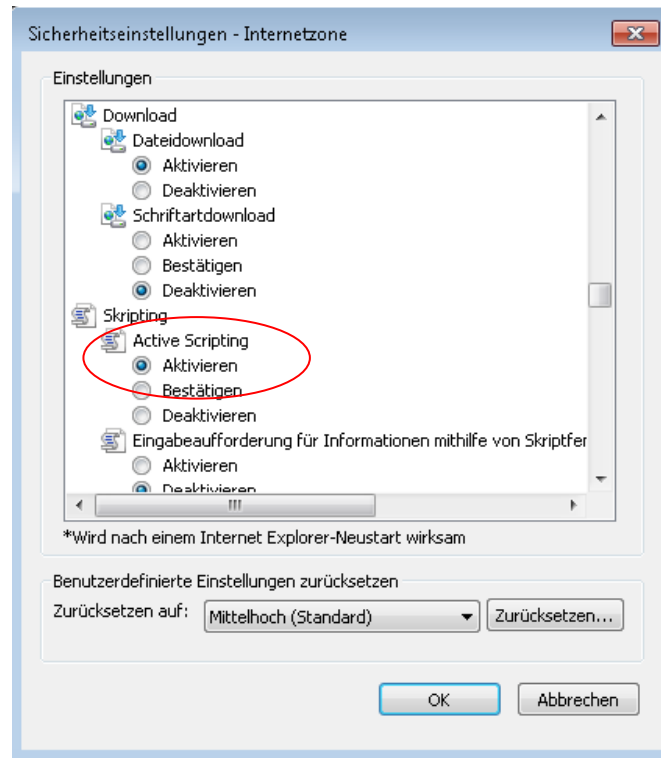 Sicherheitseinstellungen - Internetzone
Einstellungen
Download
Dateidownload
Aktivieren
Deaktivieren
Schriftartdownload
Aktivieren
Bestätigen
Deaktivieren
Skripting
Active Scripting
Aktivieren
Bestätigen
Deaktivieren
Eingabeaufforderung für Informationen mithilfe von Skriptfer
Aktivieren
Deaktivieren
*Wird nach einem Internet Explorer-Neustart wirksam
Benutzerdefinierte Einstellungen zurücksetzen
Zurücksetzen auf: Mittelhoch (Standard) Zurücksetzen...
OK Abbrechen